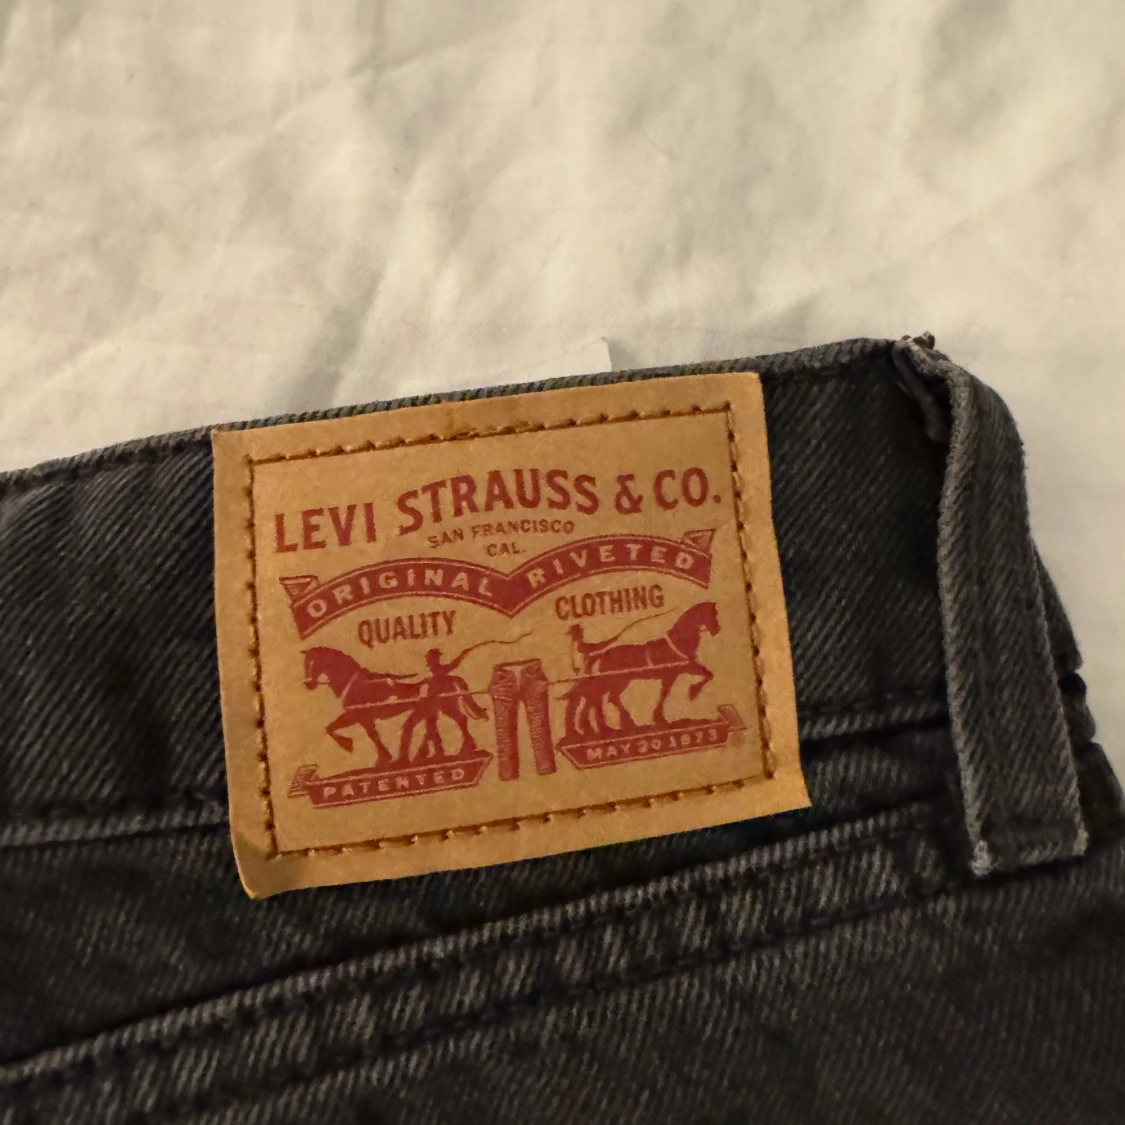 LEVI STRAUSS & CO.
SAN FRANCISCO
CAL.
ORIGINAL RIVETED
QUALITY CLOTHING
PATENTED MAY 20 1873